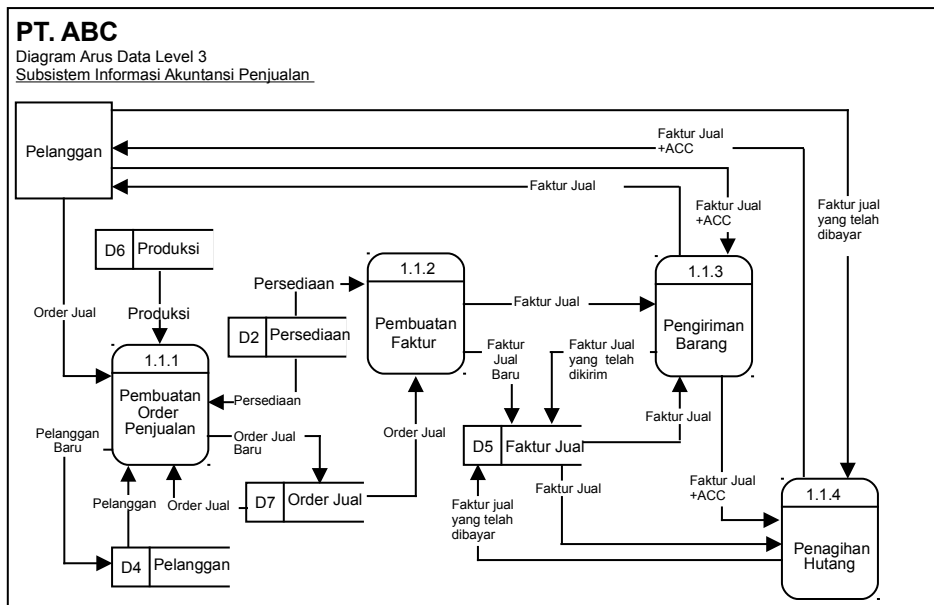 PT. ABC
Diagram Arus Data Level 3
Subsistem Informasi Akuntansi Penjualan
Pelanggan
Faktur Jual
+ACC
Faktur Jual
Faktur Jual
+ACC
Faktur jual
yang telah
dibayar
D6 Produksi
Order Jual
Produksi
Persediaan
D2 Persediaan
1.1.2
Pembuatan
Faktur
Faktur Jual
1.1.3
Pengiriman
Barang
1.1.1
Pembuatan
Order
Penjualan
Persediaan
Faktur
Jual
Baru
Faktur Jual
yang telah
dikirim
Faktur Jual
Pelanggan
Baru
Order Jual
Baru
Order Jual
D5 Faktur Jual
Pelanggan
Order Jual
D7 Order Jual
Faktur jual
yang telah
dibayar
Faktur Jual
Faktur Jual
+ACC
1.1.4
Penagihan
Hutang
D4 Pelanggan